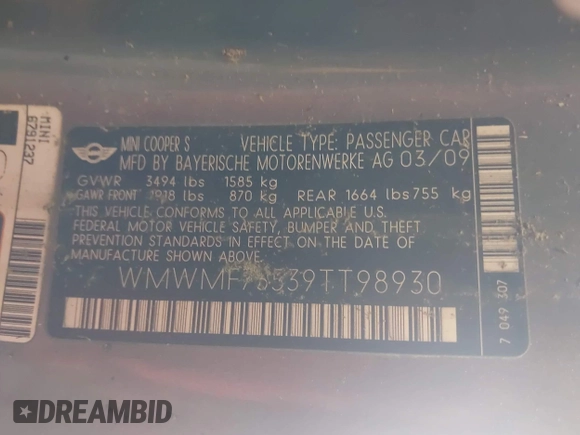 MINI
6791237
MINI COOPER S VEHICLE TYPE: PASSENGER CAR
MFD BY BAYERISCHE MOTORENWERKE AG 03/09
GVWR 3494 lbs 1585 kg
GAWR FRONT 1918 lbs 870 kg REAR 1664 lbs 755 kg
THIS VEHICLE CONFORMS TO ALL APPLICABLE U.S.
FEDERAL MOTOR VEHICLE SAFETY, BUMPER AND THEFT
PREVENTION STANDARDS IN EFFECT ON THE DATE OF
MANUFACTURE SHOWN ABOVE.
WMWMF73539TT98930
7 049 307
DREAMBID